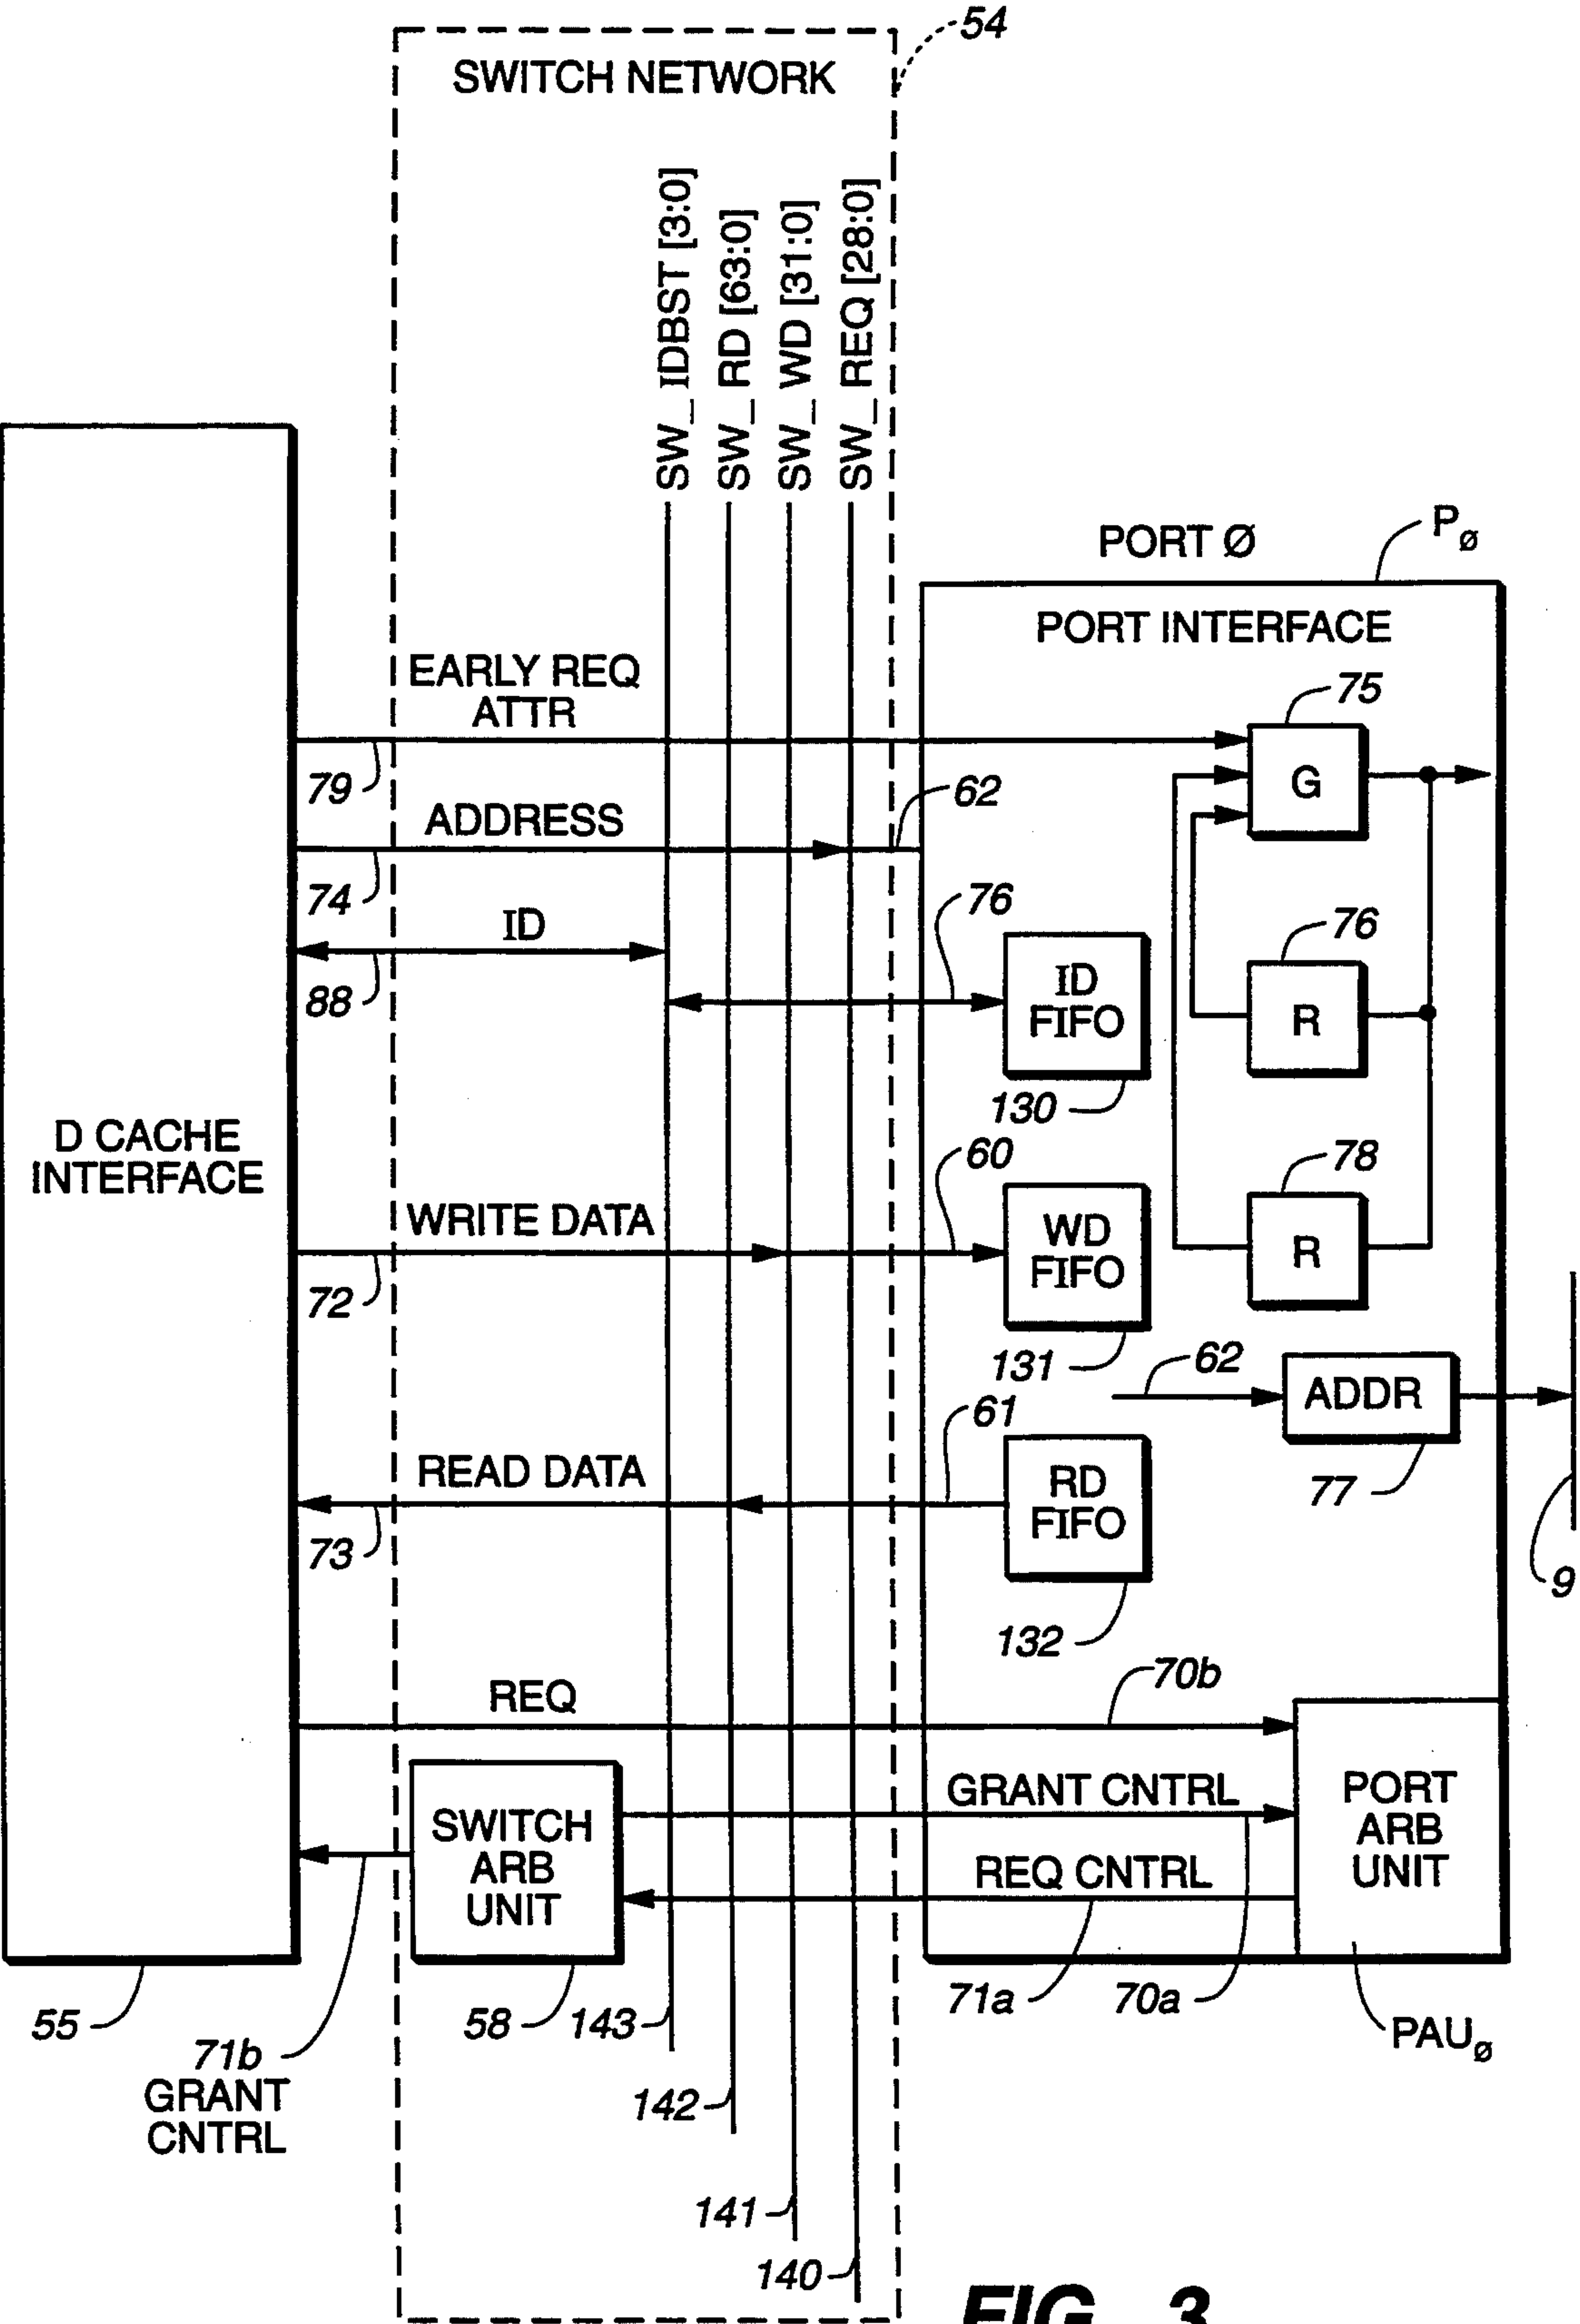 54
SWITCH NETWORK
SW_IDBST [3:0]
SW_RD [63:0]
SW_WD [31:0]
SW_REQ [28:0]
PORT Ø
Pø
PORT INTERFACE
EARLY REQ
ATTR
75
79
G
ADDRESS
62
74
ID
76
76
88
ID
FIFO
R
130
D CACHE
INTERFACE
60
78
WRITE DATA
WD
FIFO
R
72
131
62
ADDR
61
READ DATA
RD
FIFO
77
73
9
132
70b
REQ
GRANT CNTRL
PORT
ARB
UNIT
SWITCH
ARB
UNIT
REQ CNTRL
71a
70a
55
58
143
PAUø
71b
GRANT
CNTRL
142
141
140
FIG_3